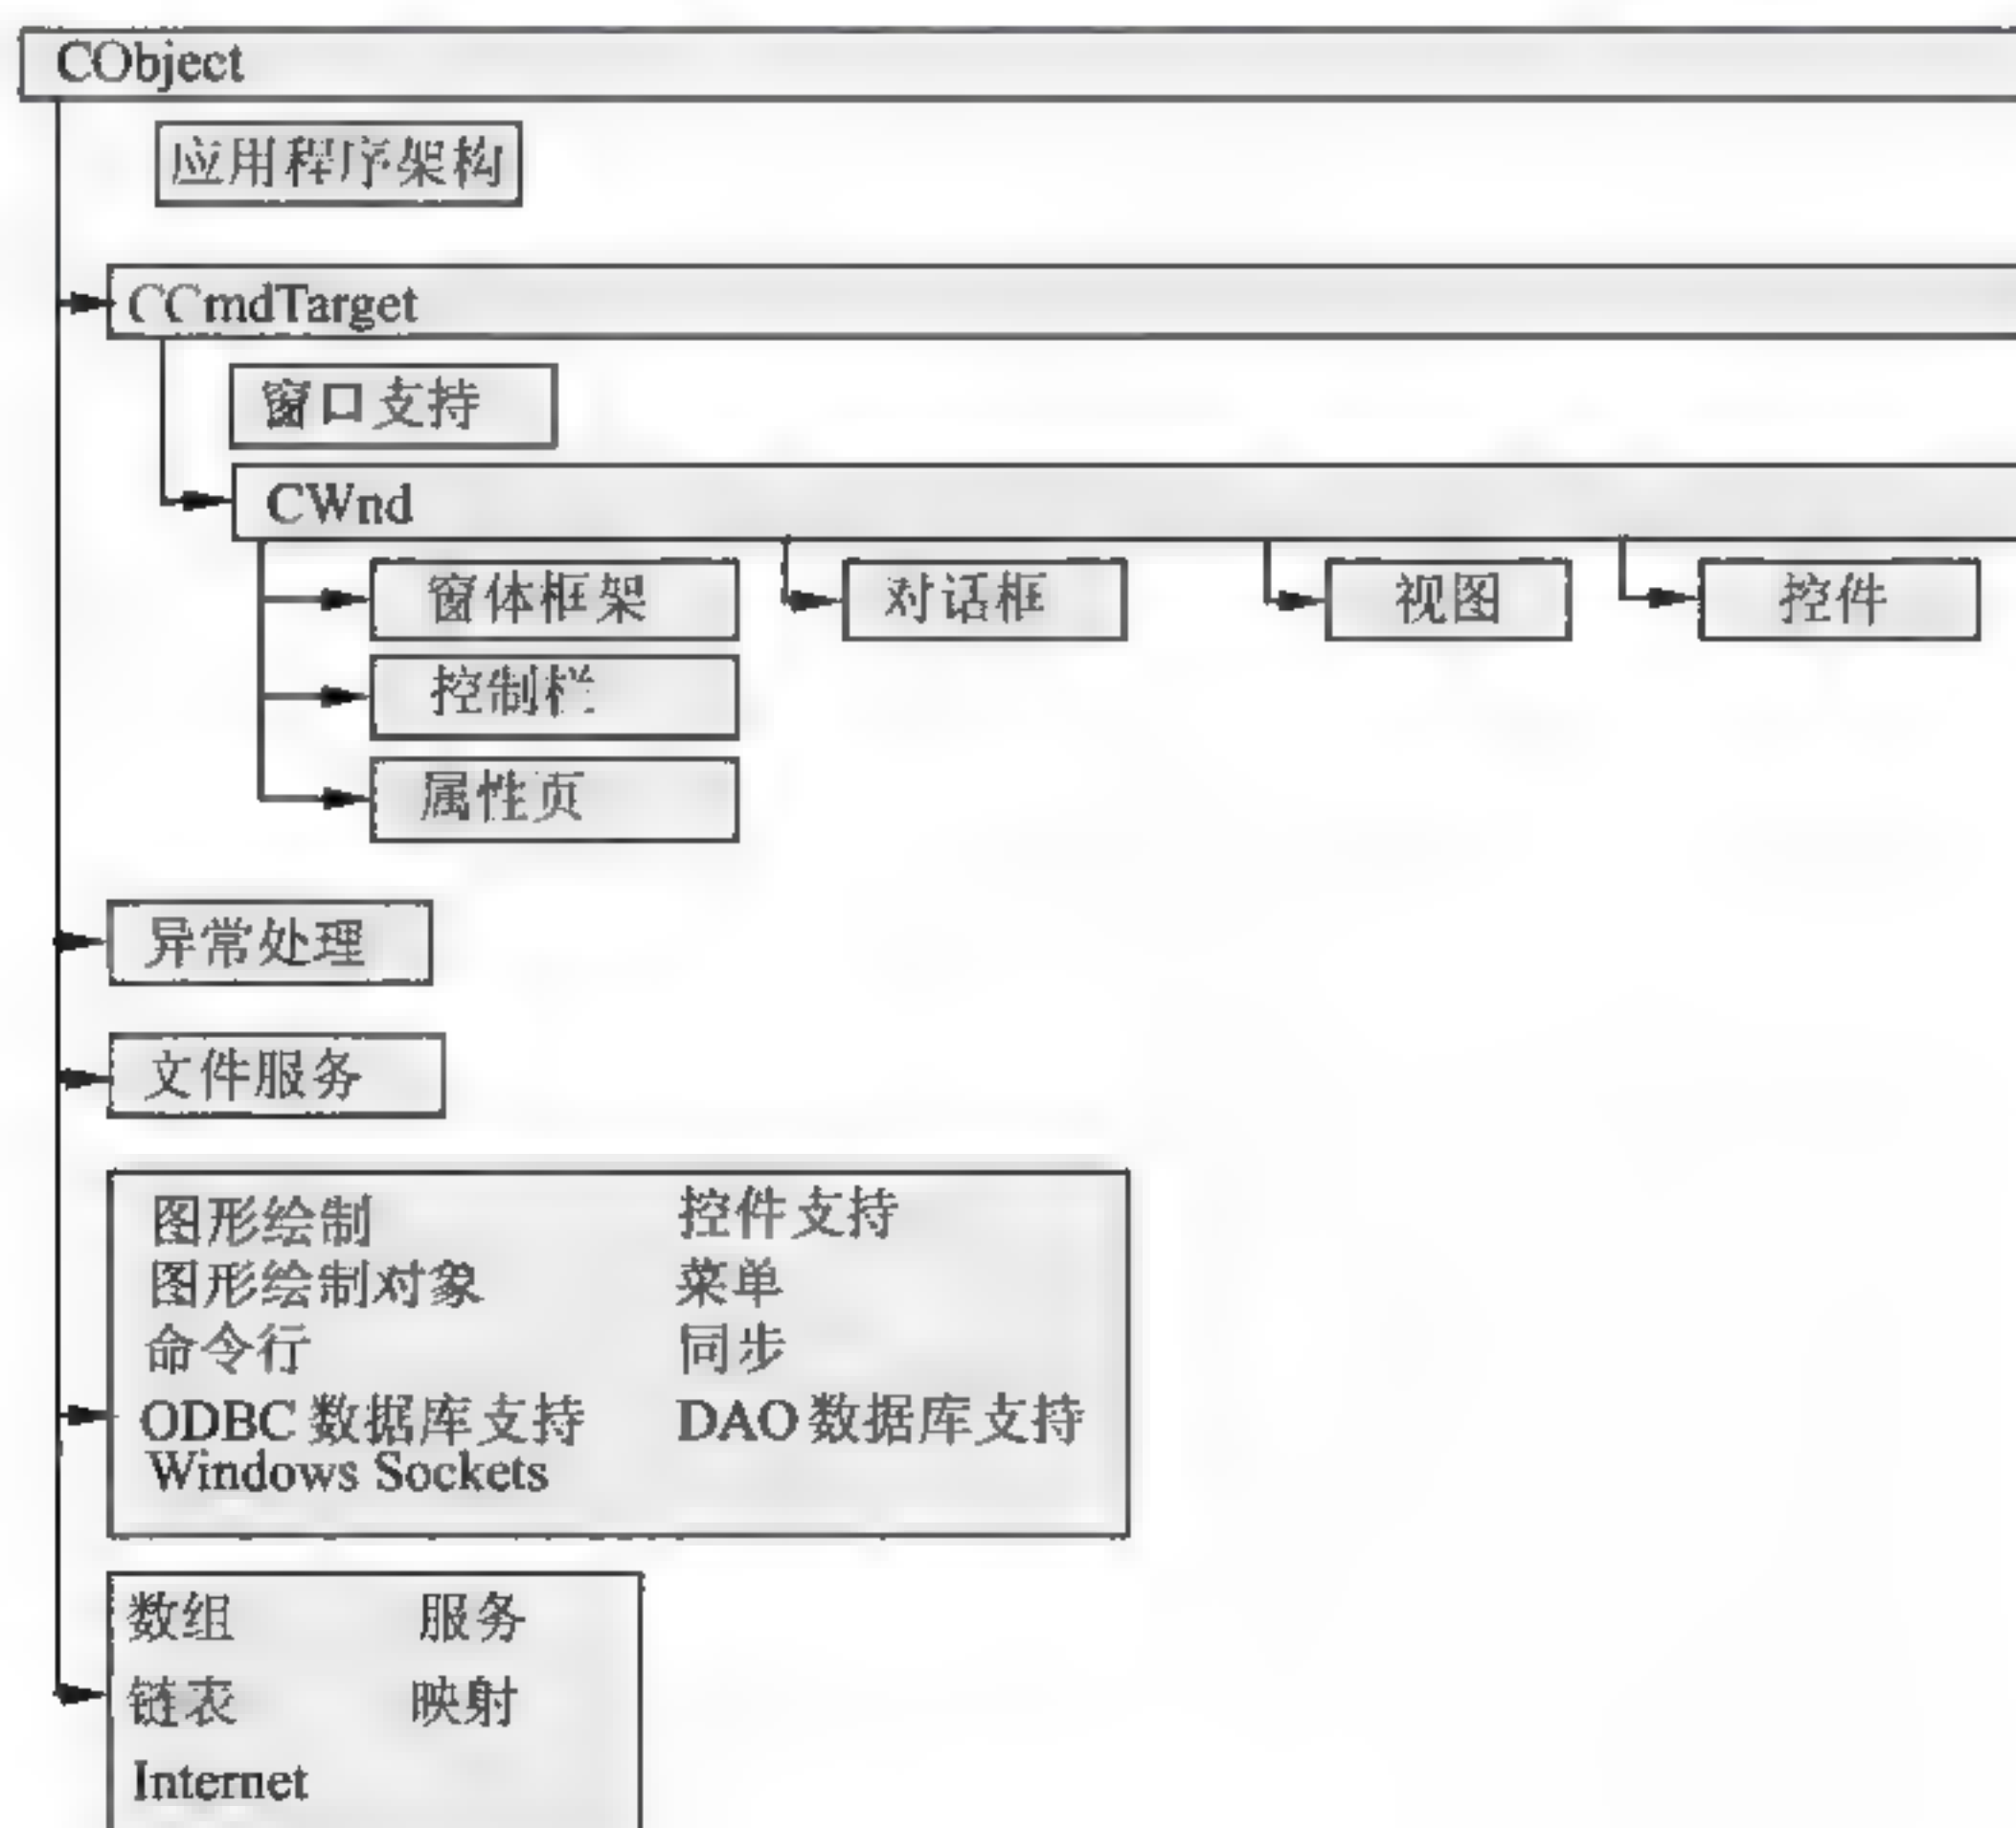 CObject
应用程序架构
CCmdTarget
窗口支持
CWnd
窗体框架
对话框
视图
控件
控制栏
属性页
异常处理
文件服务
图形绘制
控件支持
图形绘制对象
菜单
命令行
同步
ODBC 数据库支持
DAO 数据库支持
Windows Sockets
数组
服务
链表
映射
Internet